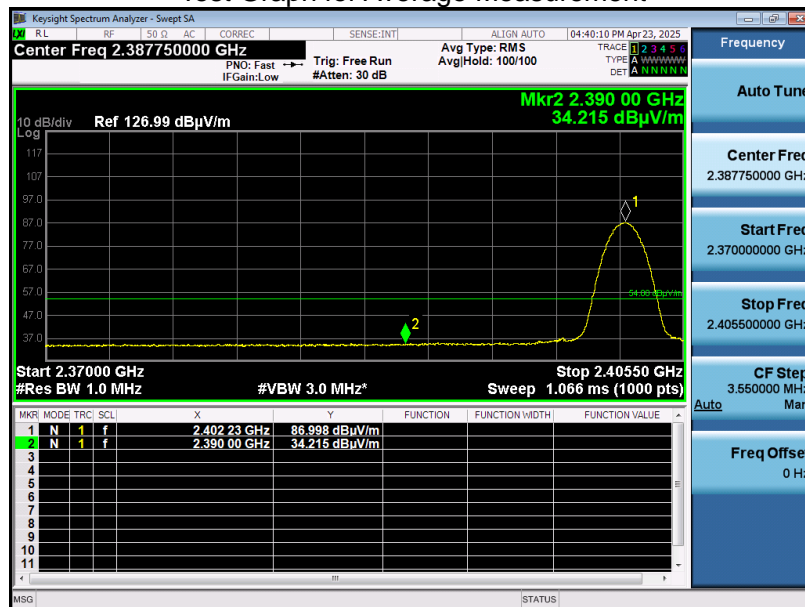 Test Graph for Average Measurement
Keysight Spectrum Analyzer - Swept SA
LXI RL RF 50 Ω AC CORREC SENSE:INT ALIGN AUTO 04:40:10 PM Apr 23, 2025
Center Freq 2.387750000 GHz
PNO: Fast
IFGain:Low
Trig: Free Run
#Atten: 30 dB
Avg Type: RMS
Avg|Hold: 100/100
TRACE 1 2 3 4 5 6
TYPE A WWWWW
DET A N N N N N
Mkr2 2.390 00 GHz
34.215 dBµV/m
10 dB/div Ref 126.99 dBµV/m
Log
117
107
97.0
87.0
77.0
67.0
57.0
47.0
37.0
1
54.00 dBµV/m
2
Start 2.37000 GHz
Stop 2.40550 GHz
#Res BW 1.0 MHz
#VBW 3.0 MHz*
Sweep 1.066 ms (1000 pts)
MKR MODE TRC SCL X Y FUNCTION FUNCTION WIDTH FUNCTION VALUE
1 N 1 f 2.402 23 GHz 86.998 dBµV/m
2 N 1 f 2.390 00 GHz 34.215 dBµV/m
3
4
5
6
7
8
9
10
11
MSG
STATUS
Frequency
Auto Tune
Center Freq
2.387750000 GHz
Start Freq
2.370000000 GHz
Stop Freq
2.405500000 GHz
CF Step
3.550000 MHz
Auto Man
Freq Offset
0 Hz